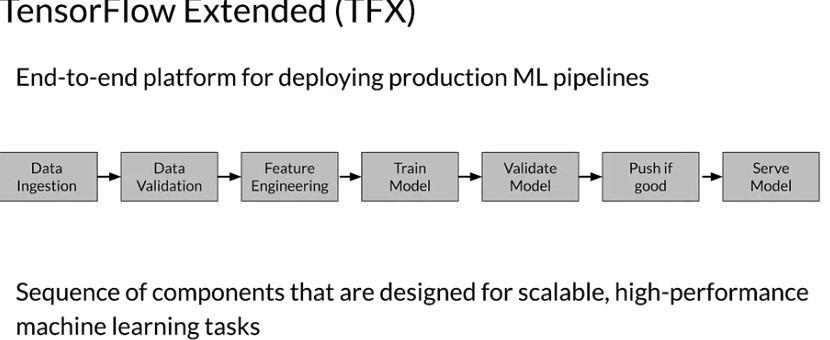 TensorFlow Extended (TFX)
End-to-end platform for deploying production ML pipelines
Data
Ingestion
Data
Validation
Feature
Engineering
Train
Model
Validate
Model
Push if
good
Serve
Model
Sequence of components that are designed for scalable, high-performance
machine learning tasks